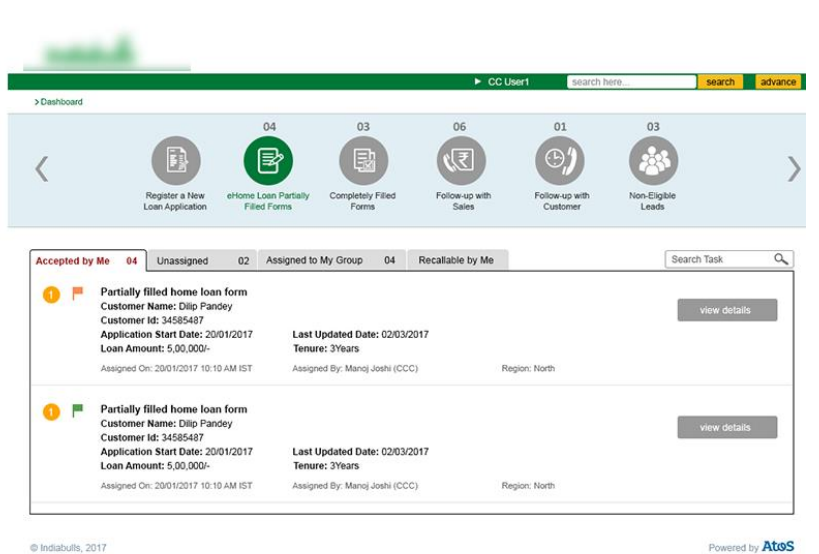 CC User1 search here... search advance
> Dashboard
04 03 06 01 03
Register a New eHome Loan Partially Completely Filled Follow-up with Follow-up with Non-Eligible
Loan Application Filled Forms Forms Sales Customer Leads
Accepted by Me 04 Unassigned 02 Assigned to My Group 04 Recallable by Me Search Task
1 Partially filled home loan form
Customer Name: Dilip Pandey
view details
Customer Id: 34585487
Application Start Date: 20/01/2017 Last Updated Date: 02/03/2017
Loan Amount: 5,00,000/- Tenure: 3Years
Assigned On: 20/01/2017 10:10 AM IST Assigned By: Manoj Joshi (CCC) Region: North
1 Partially filled home loan form
Customer Name: Dilip Pandey
view details
Customer Id: 34585487
Application Start Date: 20/01/2017 Last Updated Date: 02/03/2017
Loan Amount: 5,00,000/- Tenure: 3Years
Assigned On: 20/01/2017 10:10 AM IST Assigned By: Manoj Joshi (CCC) Region: North
© Indiabulls, 2017 Powered by Atos